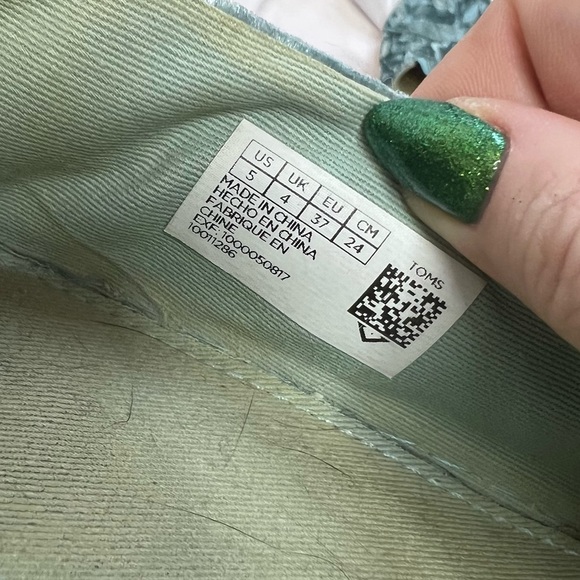 US UK EU CM
5 4 37 24
MADE IN CHINA
HECHO EN CHINA
FABRIQUE EN
CHINE
EXF: 1000050817
10011286
TOMS